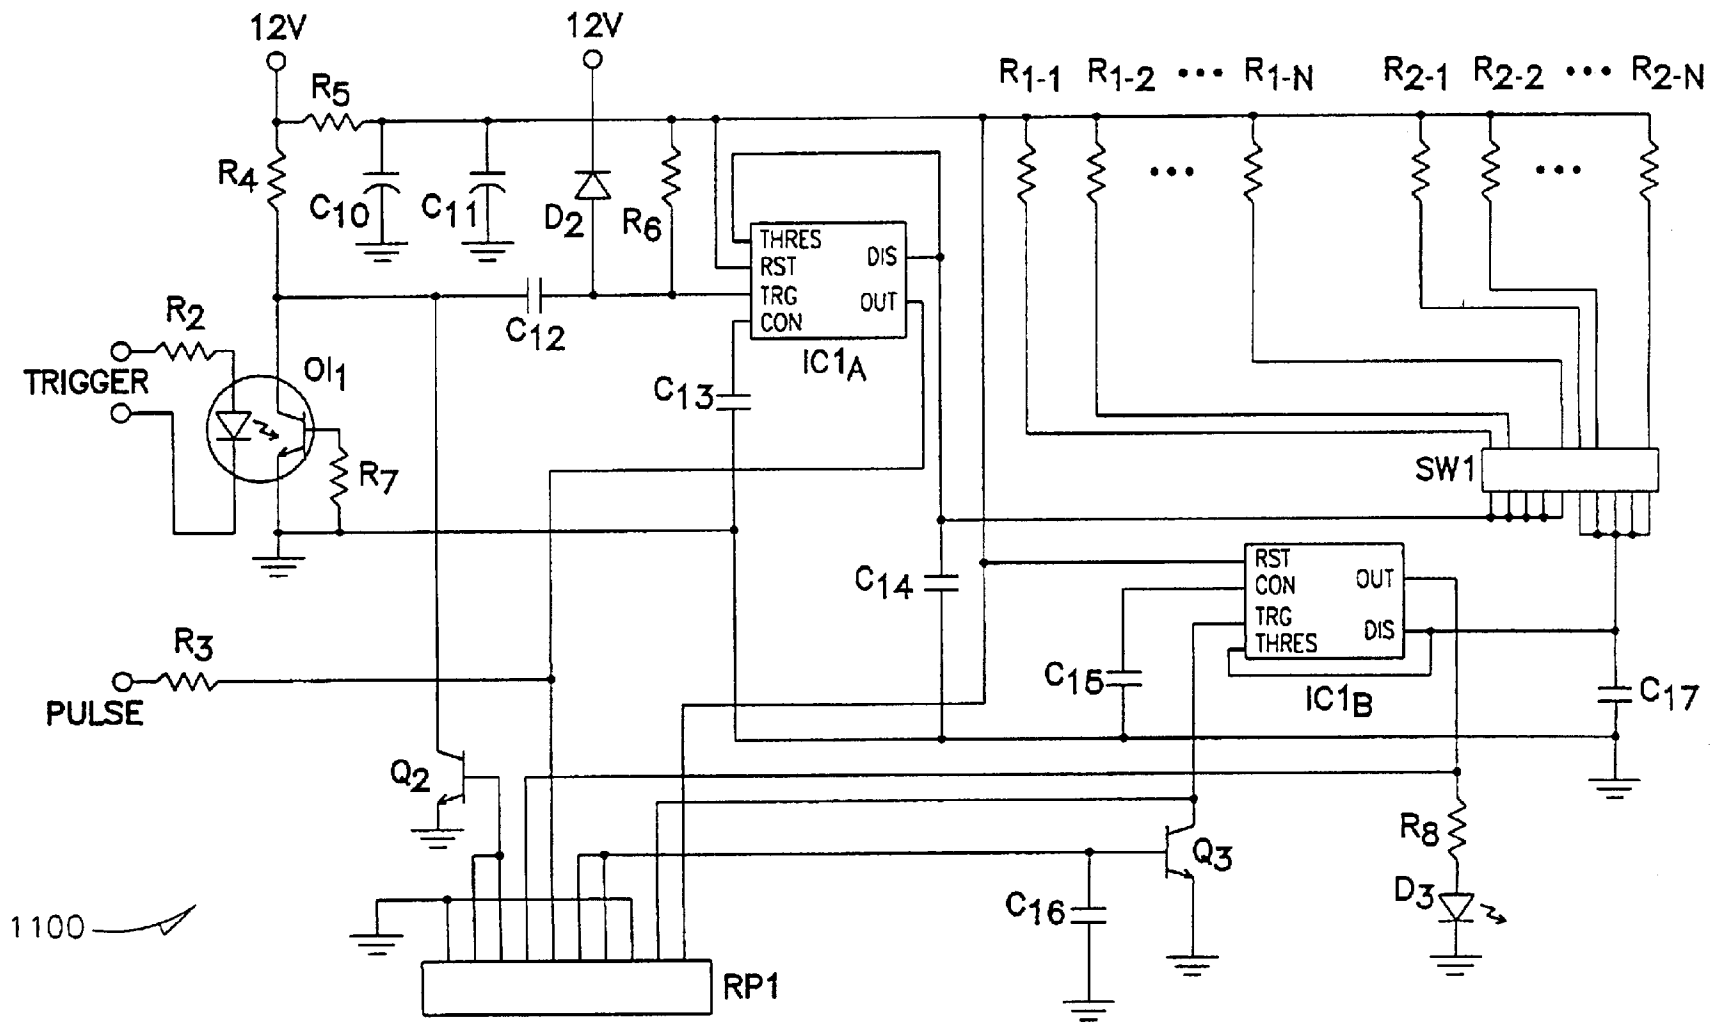 12V
12V
R5
R1-1
R1-2
•••
R1-N
R2-1
R2-2
•••
R2-N
R4
C10
C11
D2
R6
•••
•••
THRES
RST
TRG
CON
DIS
OUT
IC1A
R2
C12
TRIGGER
OI1
C13
R7
SW1
C14
RST
CON
TRG
THRES
OUT
DIS
IC1B
R3
PULSE
C15
C17
Q2
R8
Q3
D3
C16
1100
RP1